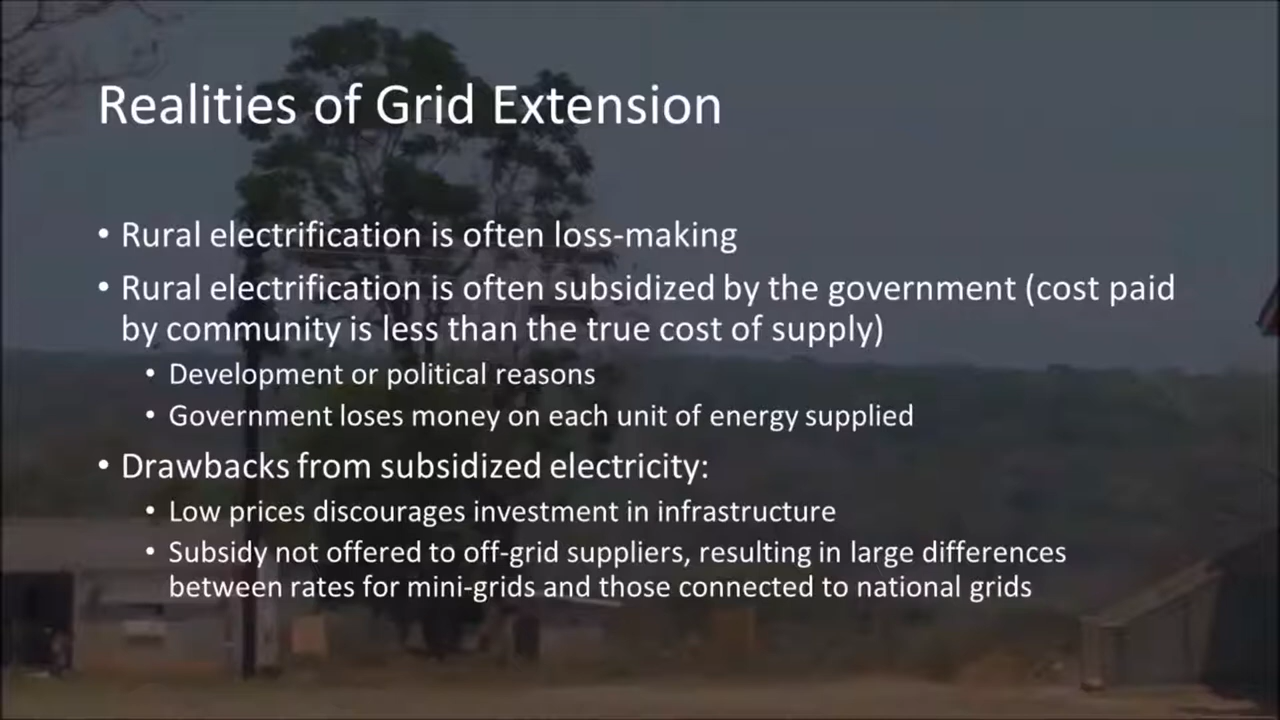 Realities of Grid Extension
• Rural electrification is often loss-making
• Rural electrification is often subsidized by the government (cost paid
by community is less than the true cost of supply)
• Development or political reasons
• Government loses money on each unit of energy supplied
• Drawbacks from subsidized electricity:
• Low prices discourages investment in infrastructure
• Subsidy not offered to off-grid suppliers, resulting in large differences
between rates for mini-grids and those connected to national grids